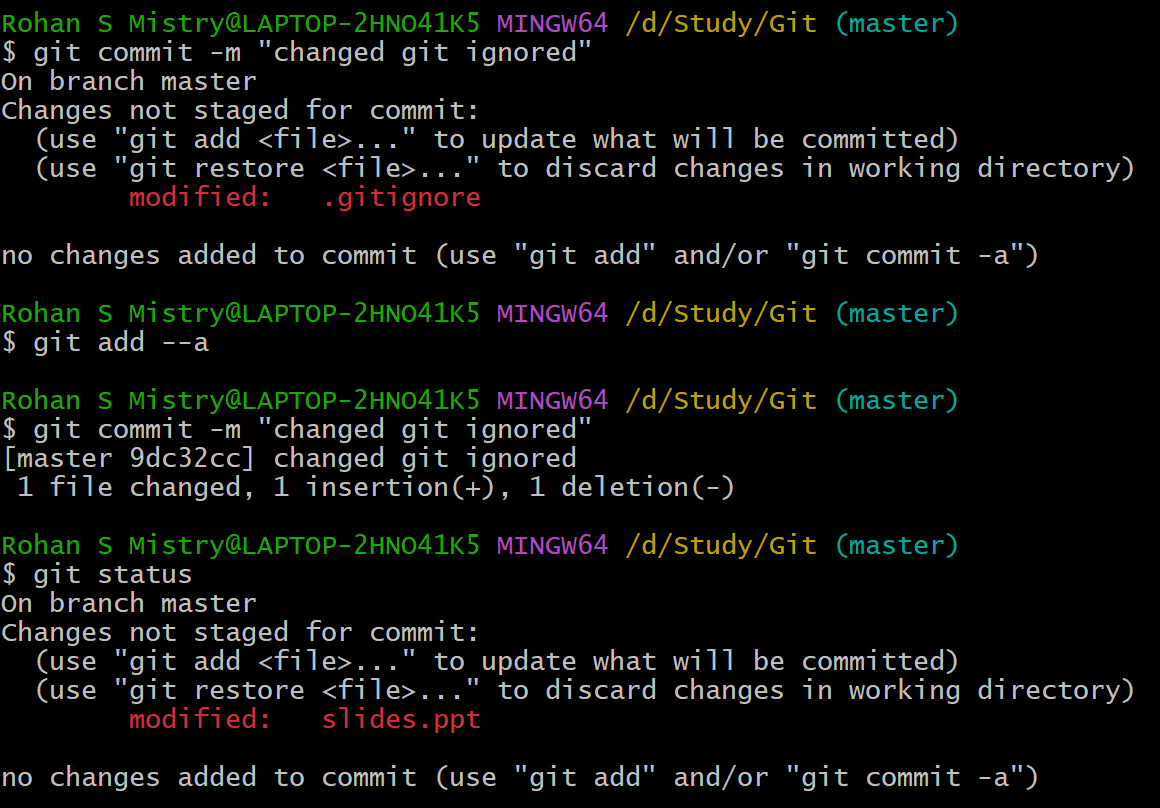 Rohan S Mistry@LAPTOP-2HNO41K5 MINGW64 /d/Study/Git (master)
$ git commit -m "changed git ignored"
On branch master
Changes not staged for commit:
  (use "git add <file>..." to update what will be committed)
  (use "git restore <file>..." to discard changes in working directory)
        modified:   .gitignore

no changes added to commit (use "git add" and/or "git commit -a")

Rohan S Mistry@LAPTOP-2HNO41K5 MINGW64 /d/Study/Git (master)
$ git add --a

Rohan S Mistry@LAPTOP-2HNO41K5 MINGW64 /d/Study/Git (master)
$ git commit -m "changed git ignored"
[master 9dc32cc] changed git ignored
 1 file changed, 1 insertion(+), 1 deletion(-)

Rohan S Mistry@LAPTOP-2HNO41K5 MINGW64 /d/Study/Git (master)
$ git status
On branch master
Changes not staged for commit:
  (use "git add <file>..." to update what will be committed)
  (use "git restore <file>..." to discard changes in working directory)
        modified:   slides.ppt

no changes added to commit (use "git add" and/or "git commit -a")